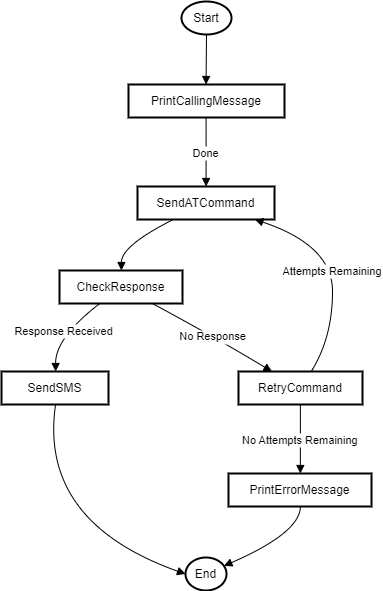 Start
PrintCallingMessage
Done
SendATCommand
Attempts Remaining
CheckResponse
Response Received
No Response
SendSMS
RetryCommand
No Attempts Remaining
PrintErrorMessage
End